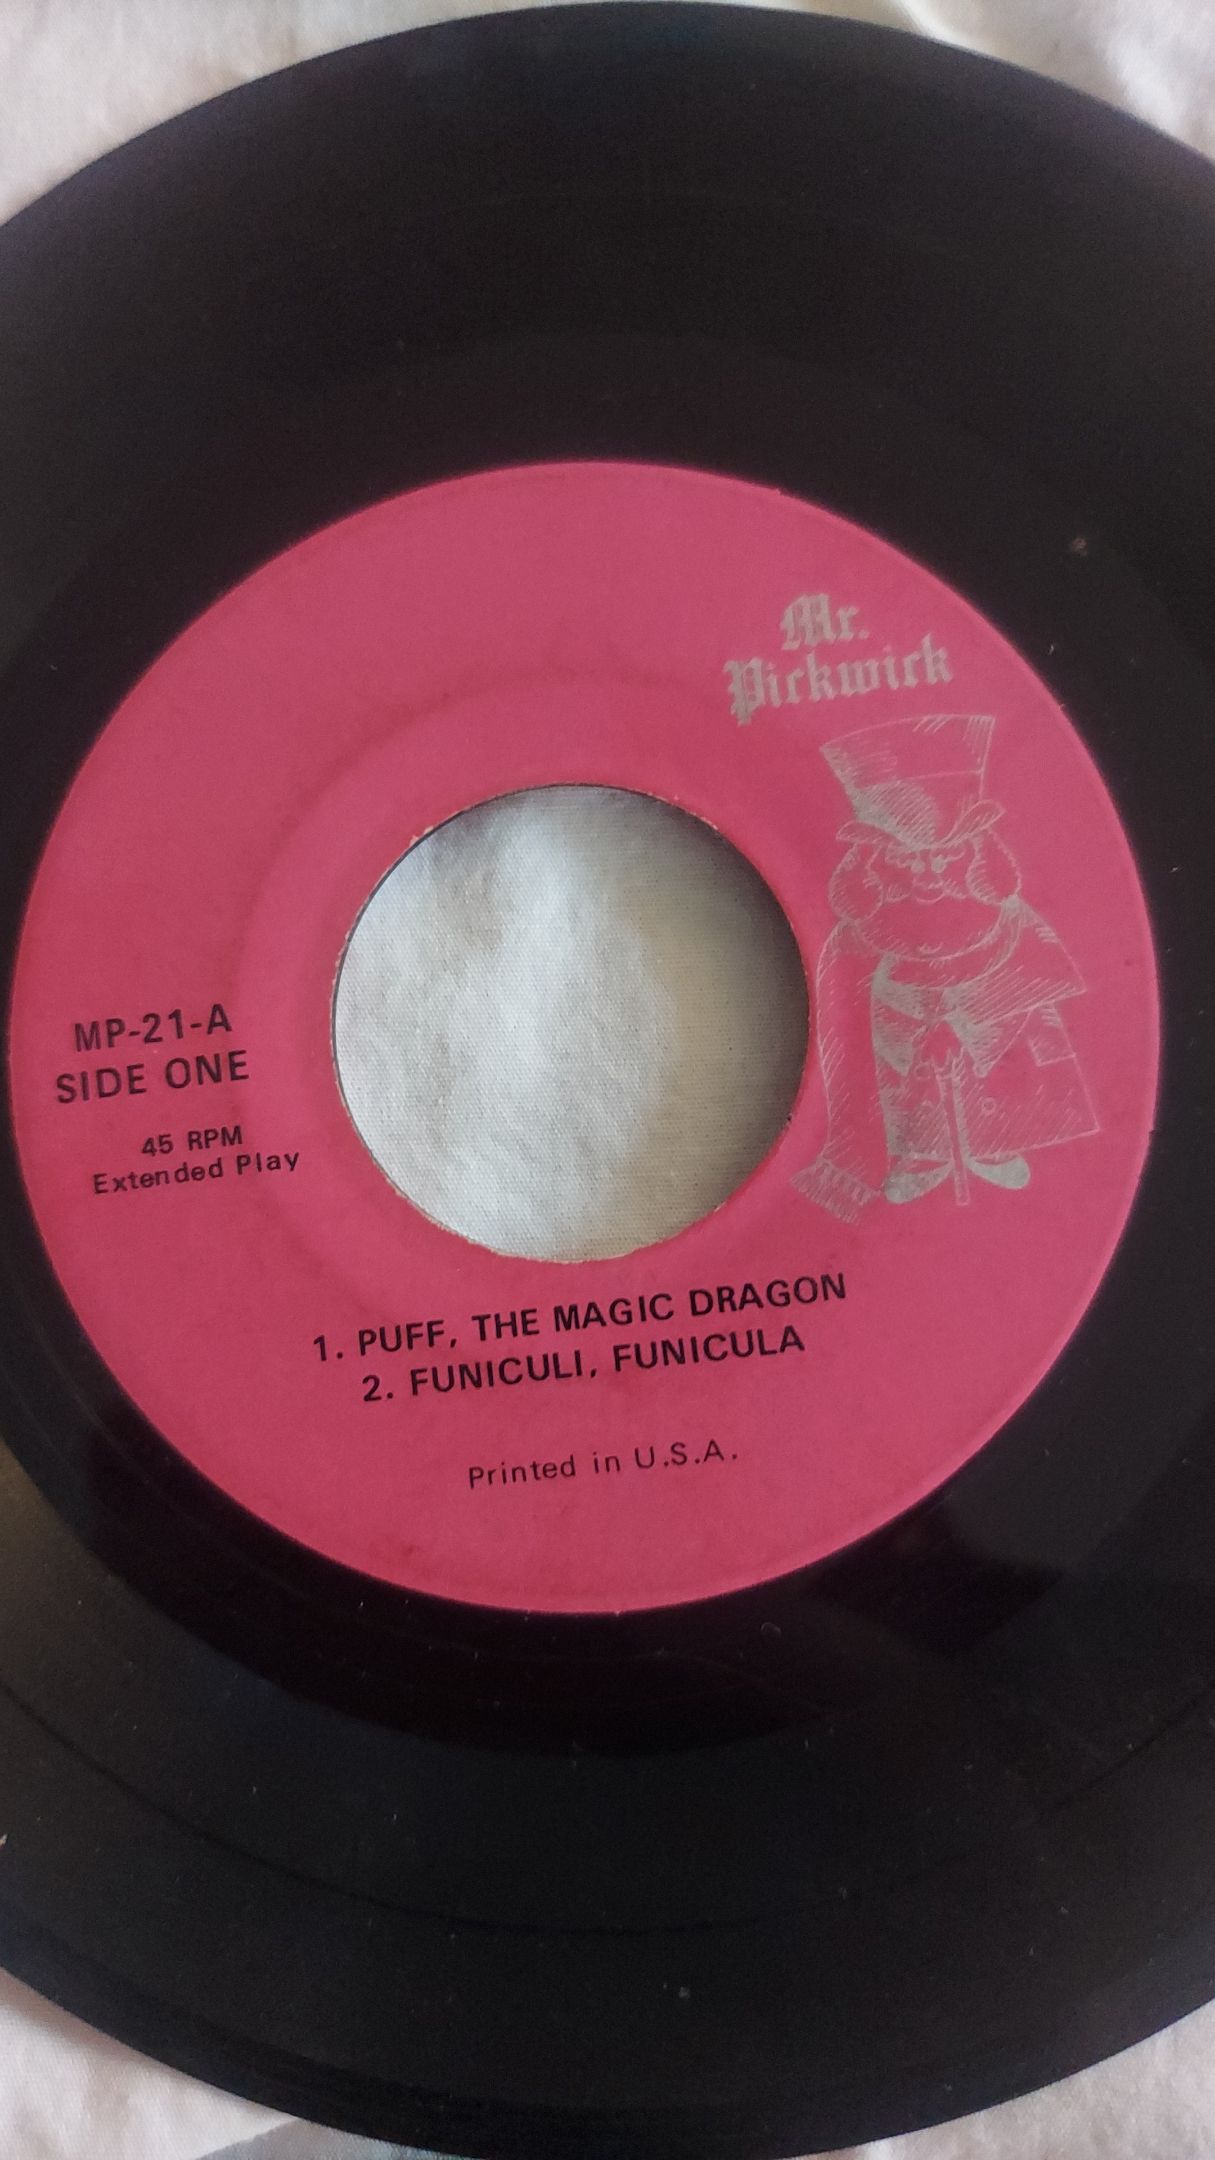 Mr.
Pickwick
MP-21-A
SIDE ONE
45 RPM
Extended Play
1. PUFF, THE MAGIC DRAGON
2. FUNICULI, FUNICULA
Printed in U.S.A.